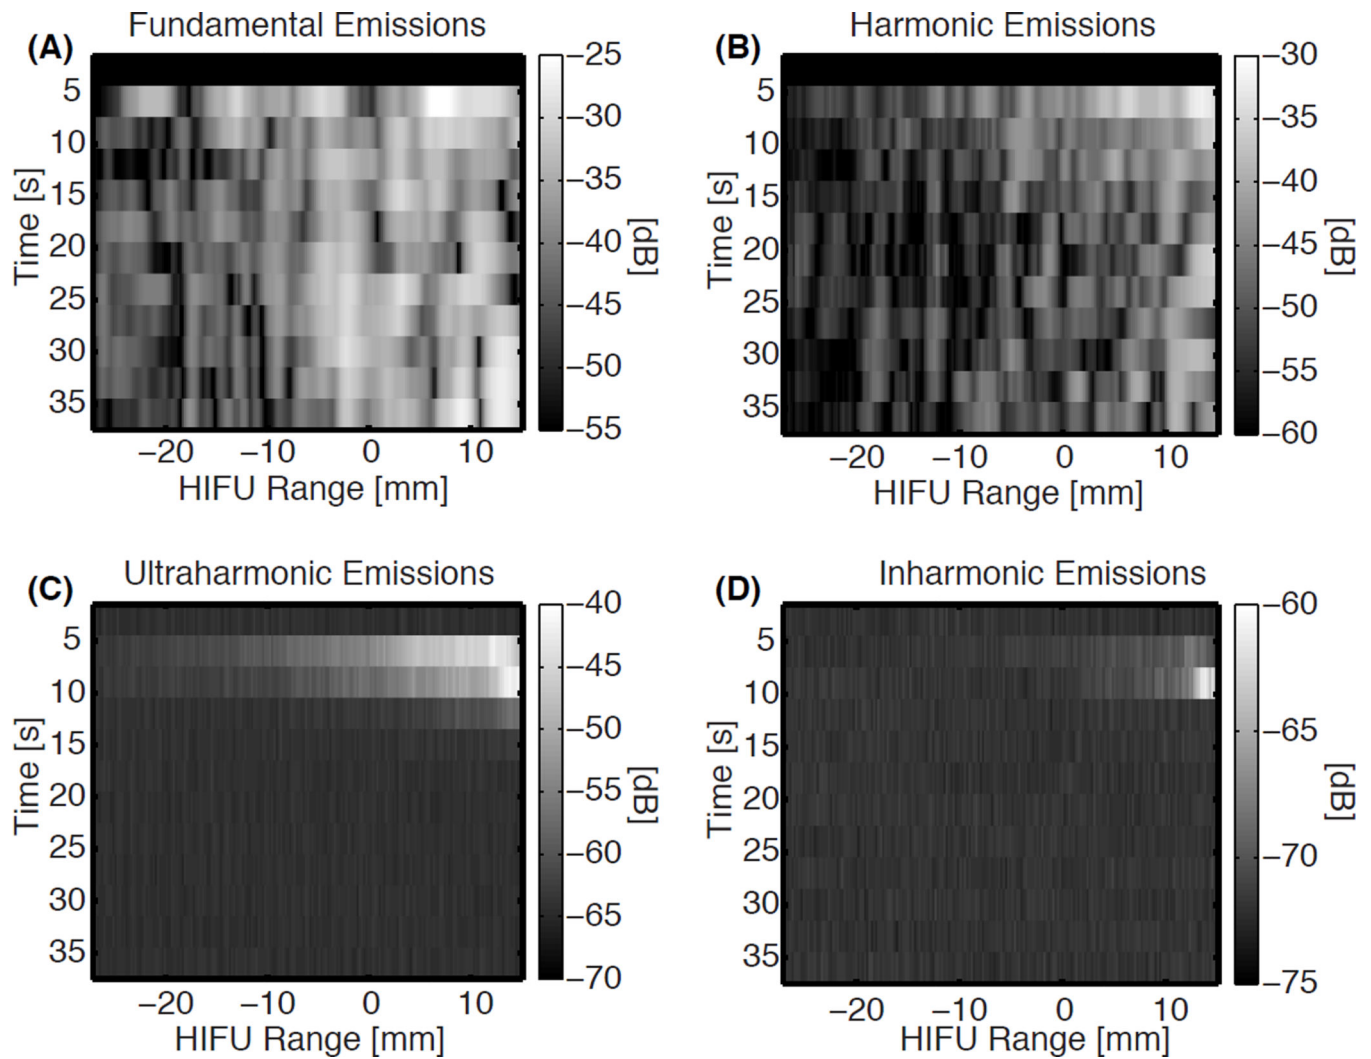 (A) Fundamental Emissions
Time [s]
5
10
15
20
25
30
35
−20 −10 0 10
HIFU Range [mm]
−25
−30
−35
−40
−45
−50
−55
[dB]
(B) Harmonic Emissions
Time [s]
5
10
15
20
25
30
35
−20 −10 0 10
HIFU Range [mm]
−30
−35
−40
−45
−50
−55
−60
[dB]
(C) Ultraharmonic Emissions
Time [s]
5
10
15
20
25
30
35
−20 −10 0 10
HIFU Range [mm]
−40
−45
−50
−55
−60
−65
−70
[dB]
(D) Inharmonic Emissions
Time [s]
5
10
15
20
25
30
35
−20 −10 0 10
HIFU Range [mm]
−60
−65
−70
−75
[dB]